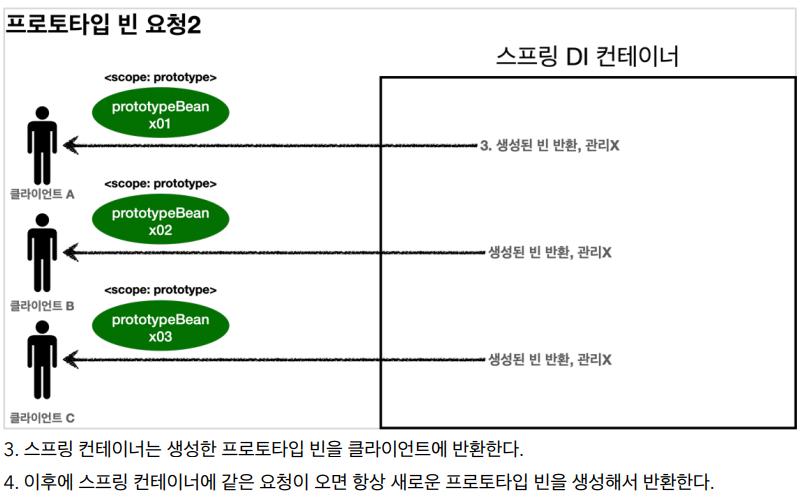 프로토타입 빈 요청2
스프링 DI 컨테이너
<scope: prototype>
prototypeBean
x01
3. 생성된 빈 반환, 관리X
클라이언트 A
<scope: prototype>
prototypeBean
x02
생성된 빈 반환, 관리X
클라이언트 B
<scope: prototype>
prototypeBean
x03
생성된 빈 반환, 관리X
클라이언트 C
3. 스프링 컨테이너는 생성한 프로토타입 빈을 클라이언트에 반환한다.
4. 이후에 스프링 컨테이너에 같은 요청이 오면 항상 새로운 프로토타입 빈을 생성해서 반환한다.